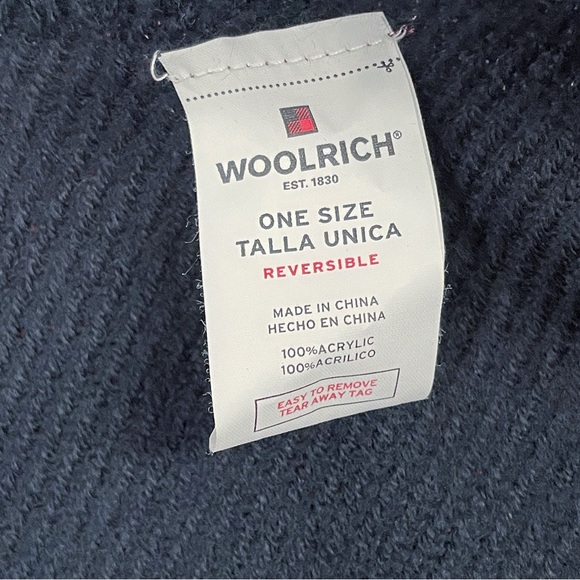 WOOLRICH®
EST. 1830
ONE SIZE
TALLA UNICA
REVERSIBLE
MADE IN CHINA
HECHO EN CHINA
100%ACRYLIC
100%ACRILICO
EASY TO REMOVE
TEAR AWAY TAG